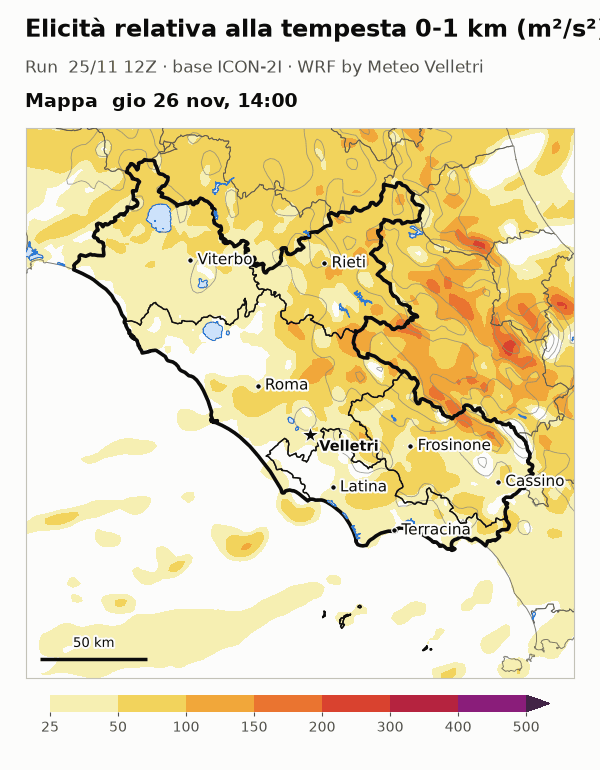 Elicità relativa alla tempesta 0-1 km (m²/s²)
Run  25/11 12Z · base ICON-2I · WRF by Meteo Velletri
Mappa  gio 26 nov, 14:00
Viterbo
Rieti
Roma
Velletri
Frosinone
Cassino
Latina
Terracina
50 km
25 50 100 150 200 300 400 500